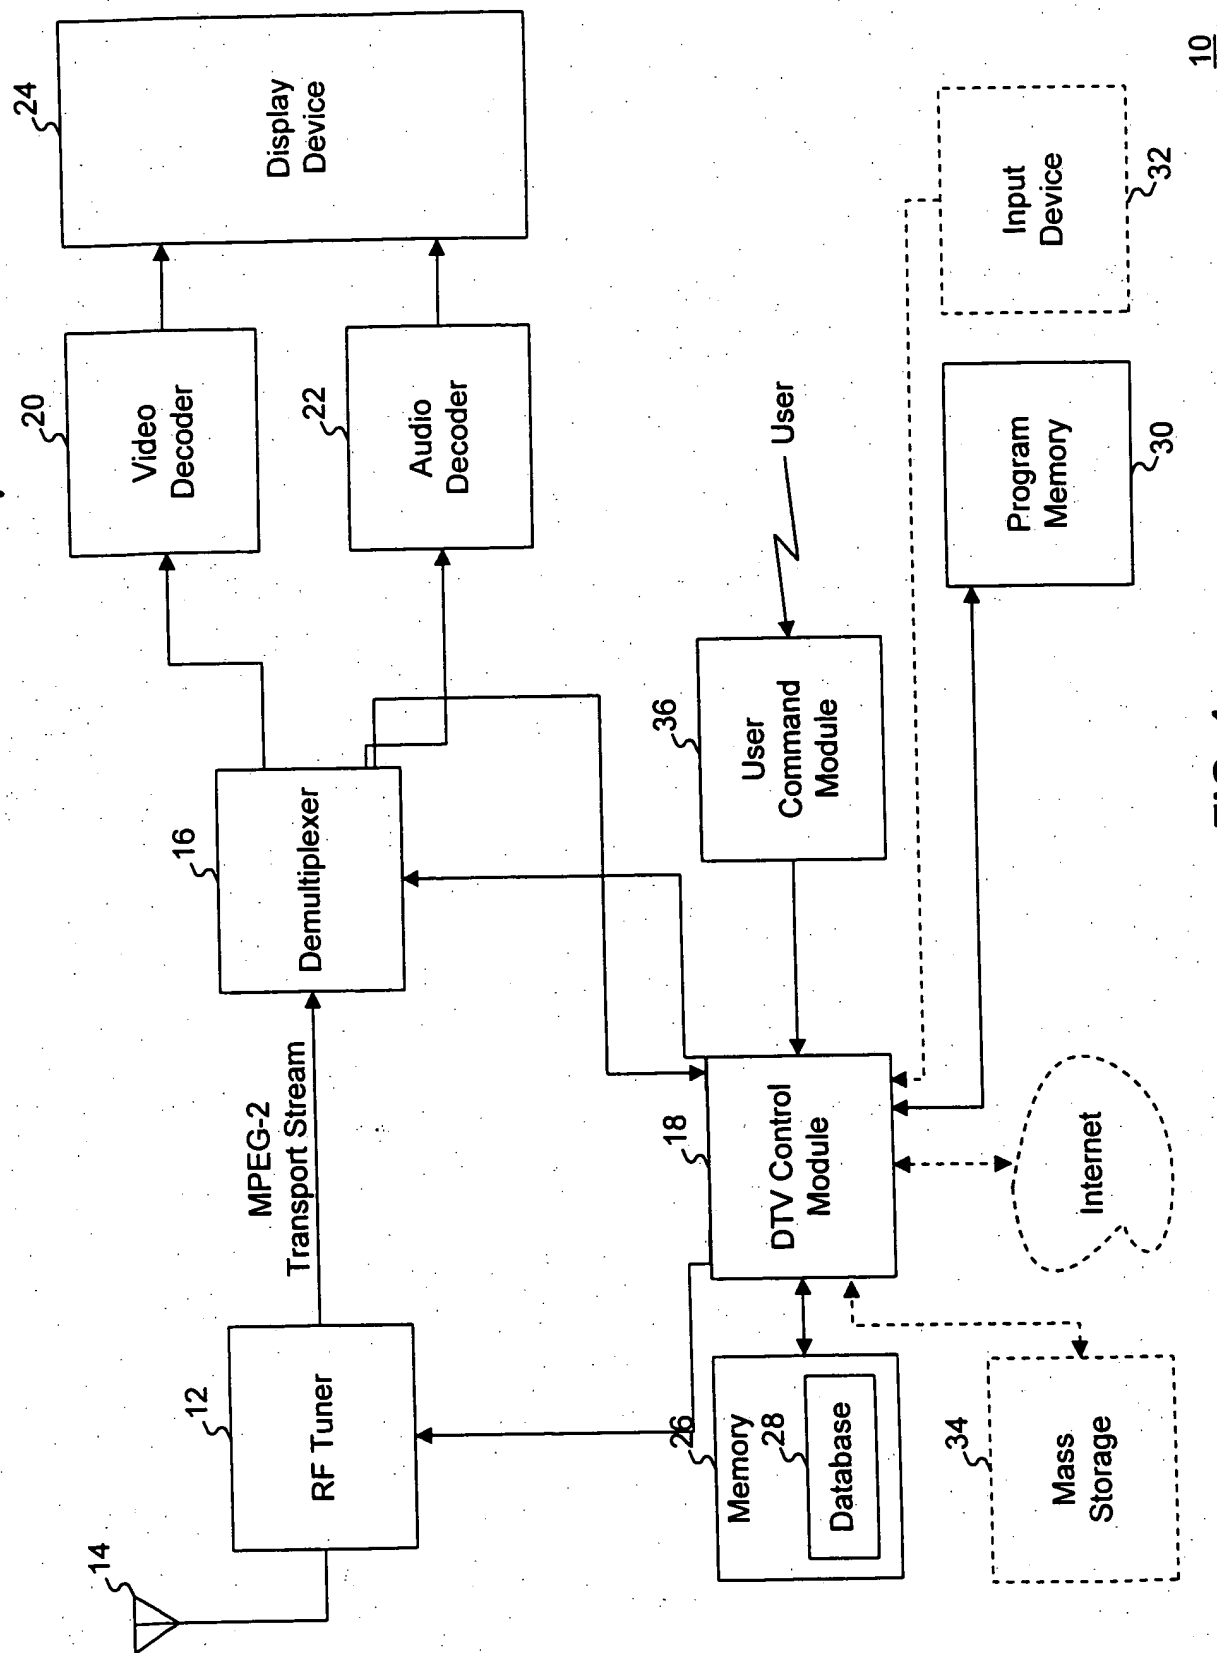 14
12
RF Tuner
MPEG-2
Transport Stream
16
Demultiplexer
20
Video
Decoder
22
Audio
Decoder
24
Display
Device
26
Memory
28
Database
18
DTV Control
Module
36
User
Command
Module
User
34
Mass
Storage
Internet
30
Program
Memory
32
Input
Device
10